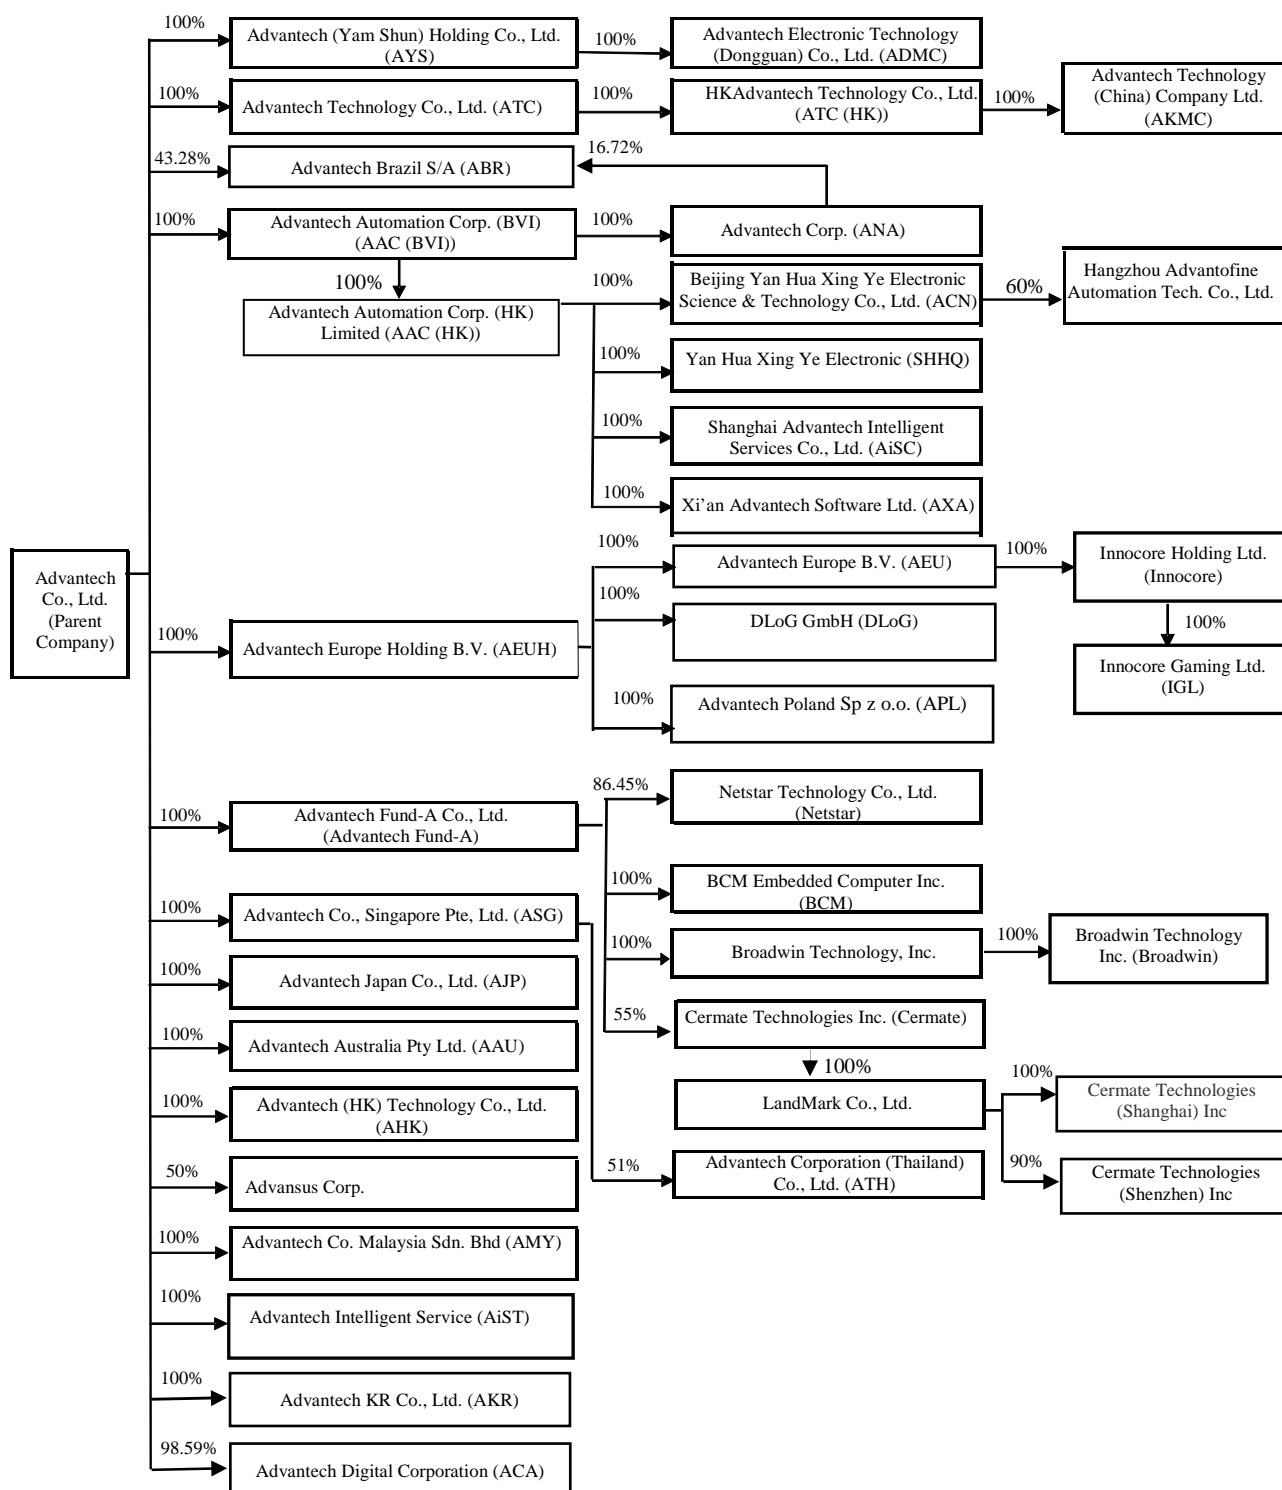 100%
Advantech (Yam Shun) Holding Co., Ltd.
(AYS)
100%
Advantech Electronic Technology
(Dongguan) Co., Ltd. (ADMC)
100%
Advantech Technology Co., Ltd. (ATC)
100%
HKAdvantech Technology Co., Ltd.
(ATC (HK))
100%
Advantech Technology
(China) Company Ltd.
(AKMC)
43.28%
Advantech Brazil S/A (ABR)
16.72%
100%
Advantech Automation Corp. (BVI)
(AAC (BVI))
100%
Advantech Corp. (ANA)
100%
Advantech Automation Corp. (HK)
Limited (AAC (HK))
100%
Beijing Yan Hua Xing Ye Electronic
Science & Technology Co., Ltd. (ACN)
60%
Hangzhou Advantofine
Automation Tech. Co., Ltd.
100%
Yan Hua Xing Ye Electronic (SHHQ)
100%
Shanghai Advantech Intelligent
Services Co., Ltd. (AiSC)
100%
Xi’an Advantech Software Ltd. (AXA)
Advantech
Co., Ltd.
(Parent
Company)
100%
Advantech Europe Holding B.V. (AEUH)
100%
Advantech Europe B.V. (AEU)
100%
Innocore Holding Ltd.
(Innocore)
100%
Innocore Gaming Ltd.
(IGL)
100%
DLoG GmbH (DLoG)
100%
Advantech Poland Sp z o.o. (APL)
100%
Advantech Fund-A Co., Ltd.
(Advantech Fund-A)
86.45%
Netstar Technology Co., Ltd.
(Netstar)
100%
BCM Embedded Computer Inc.
(BCM)
100%
Broadwin Technology, Inc.
100%
Broadwin Technology
Inc. (Broadwin)
55%
Cermate Technologies Inc. (Cermate)
100%
LandMark Co., Ltd.
100%
Cermate Technologies
(Shanghai) Inc
90%
Cermate Technologies
(Shenzhen) Inc
100%
Advantech Co., Singapore Pte, Ltd. (ASG)
51%
Advantech Corporation (Thailand)
Co., Ltd. (ATH)
100%
Advantech Japan Co., Ltd. (AJP)
100%
Advantech Australia Pty Ltd. (AAU)
100%
Advantech (HK) Technology Co., Ltd.
(AHK)
50%
Advansus Corp.
100%
Advantech Co. Malaysia Sdn. Bhd (AMY)
100%
Advantech Intelligent Service (AiST)
100%
Advantech KR Co., Ltd. (AKR)
98.59%
Advantech Digital Corporation (ACA)